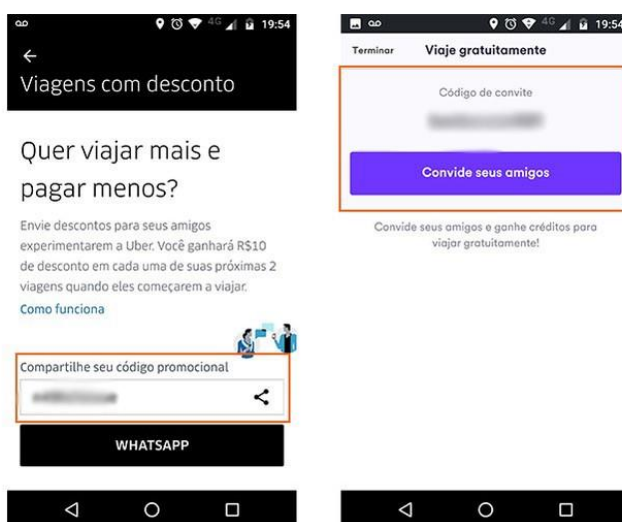 4G 19:54
Viagens com desconto
Quer viajar mais e
pagar menos?
Envie descontos para seus amigos
experimentarem a Uber. Você ganhará R$10
de desconto em cada uma de suas próximas 2
viagens quando eles começarem a viajar.
Como funciona
Compartilhe seu código promocional
WHATSAPP
4G 19:54
Terminar Viaje gratuitamente
Código de convite
Convide seus amigos
Convide seus amigos e ganhe créditos para
viajar gratuitamente!